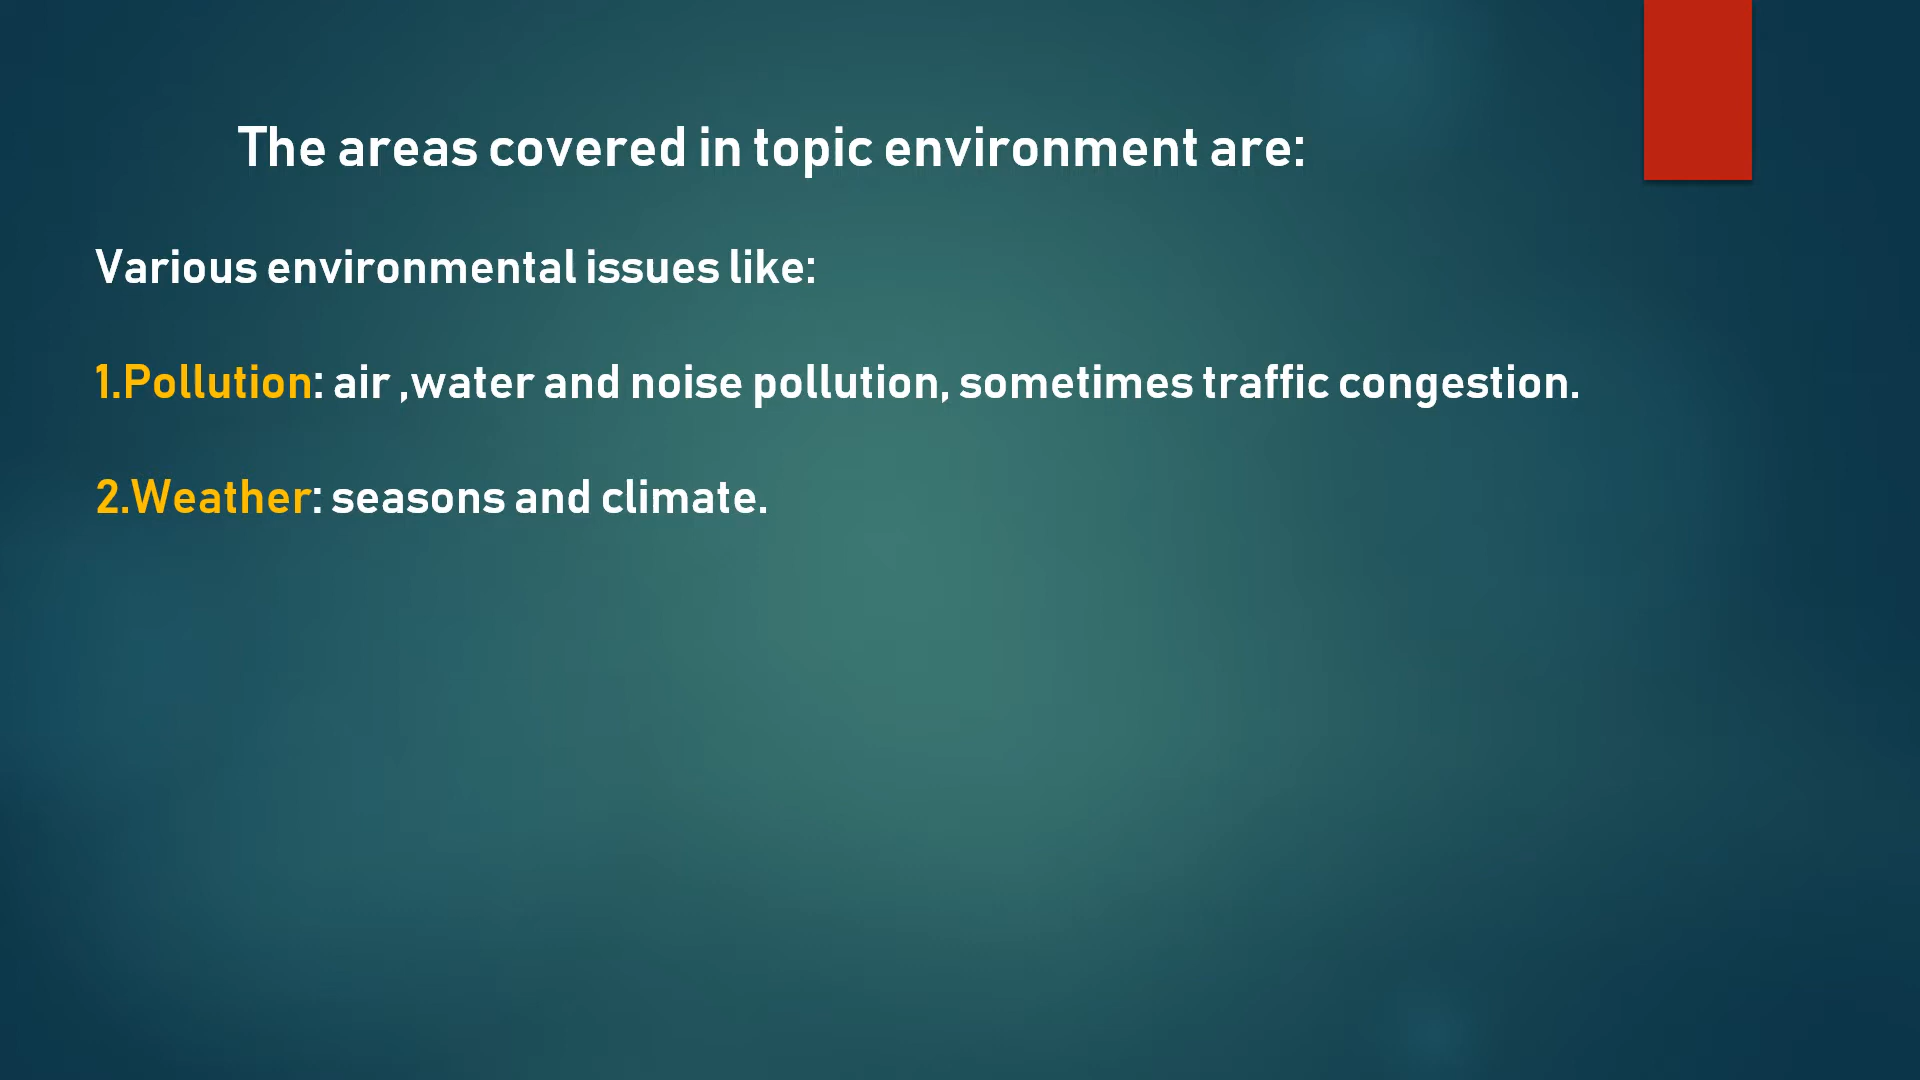 The areas covered in topic environment are:
Various environmental issues like:
1.Pollution: air ,water and noise pollution, sometimes traffic congestion.
2.Weather: seasons and climate.